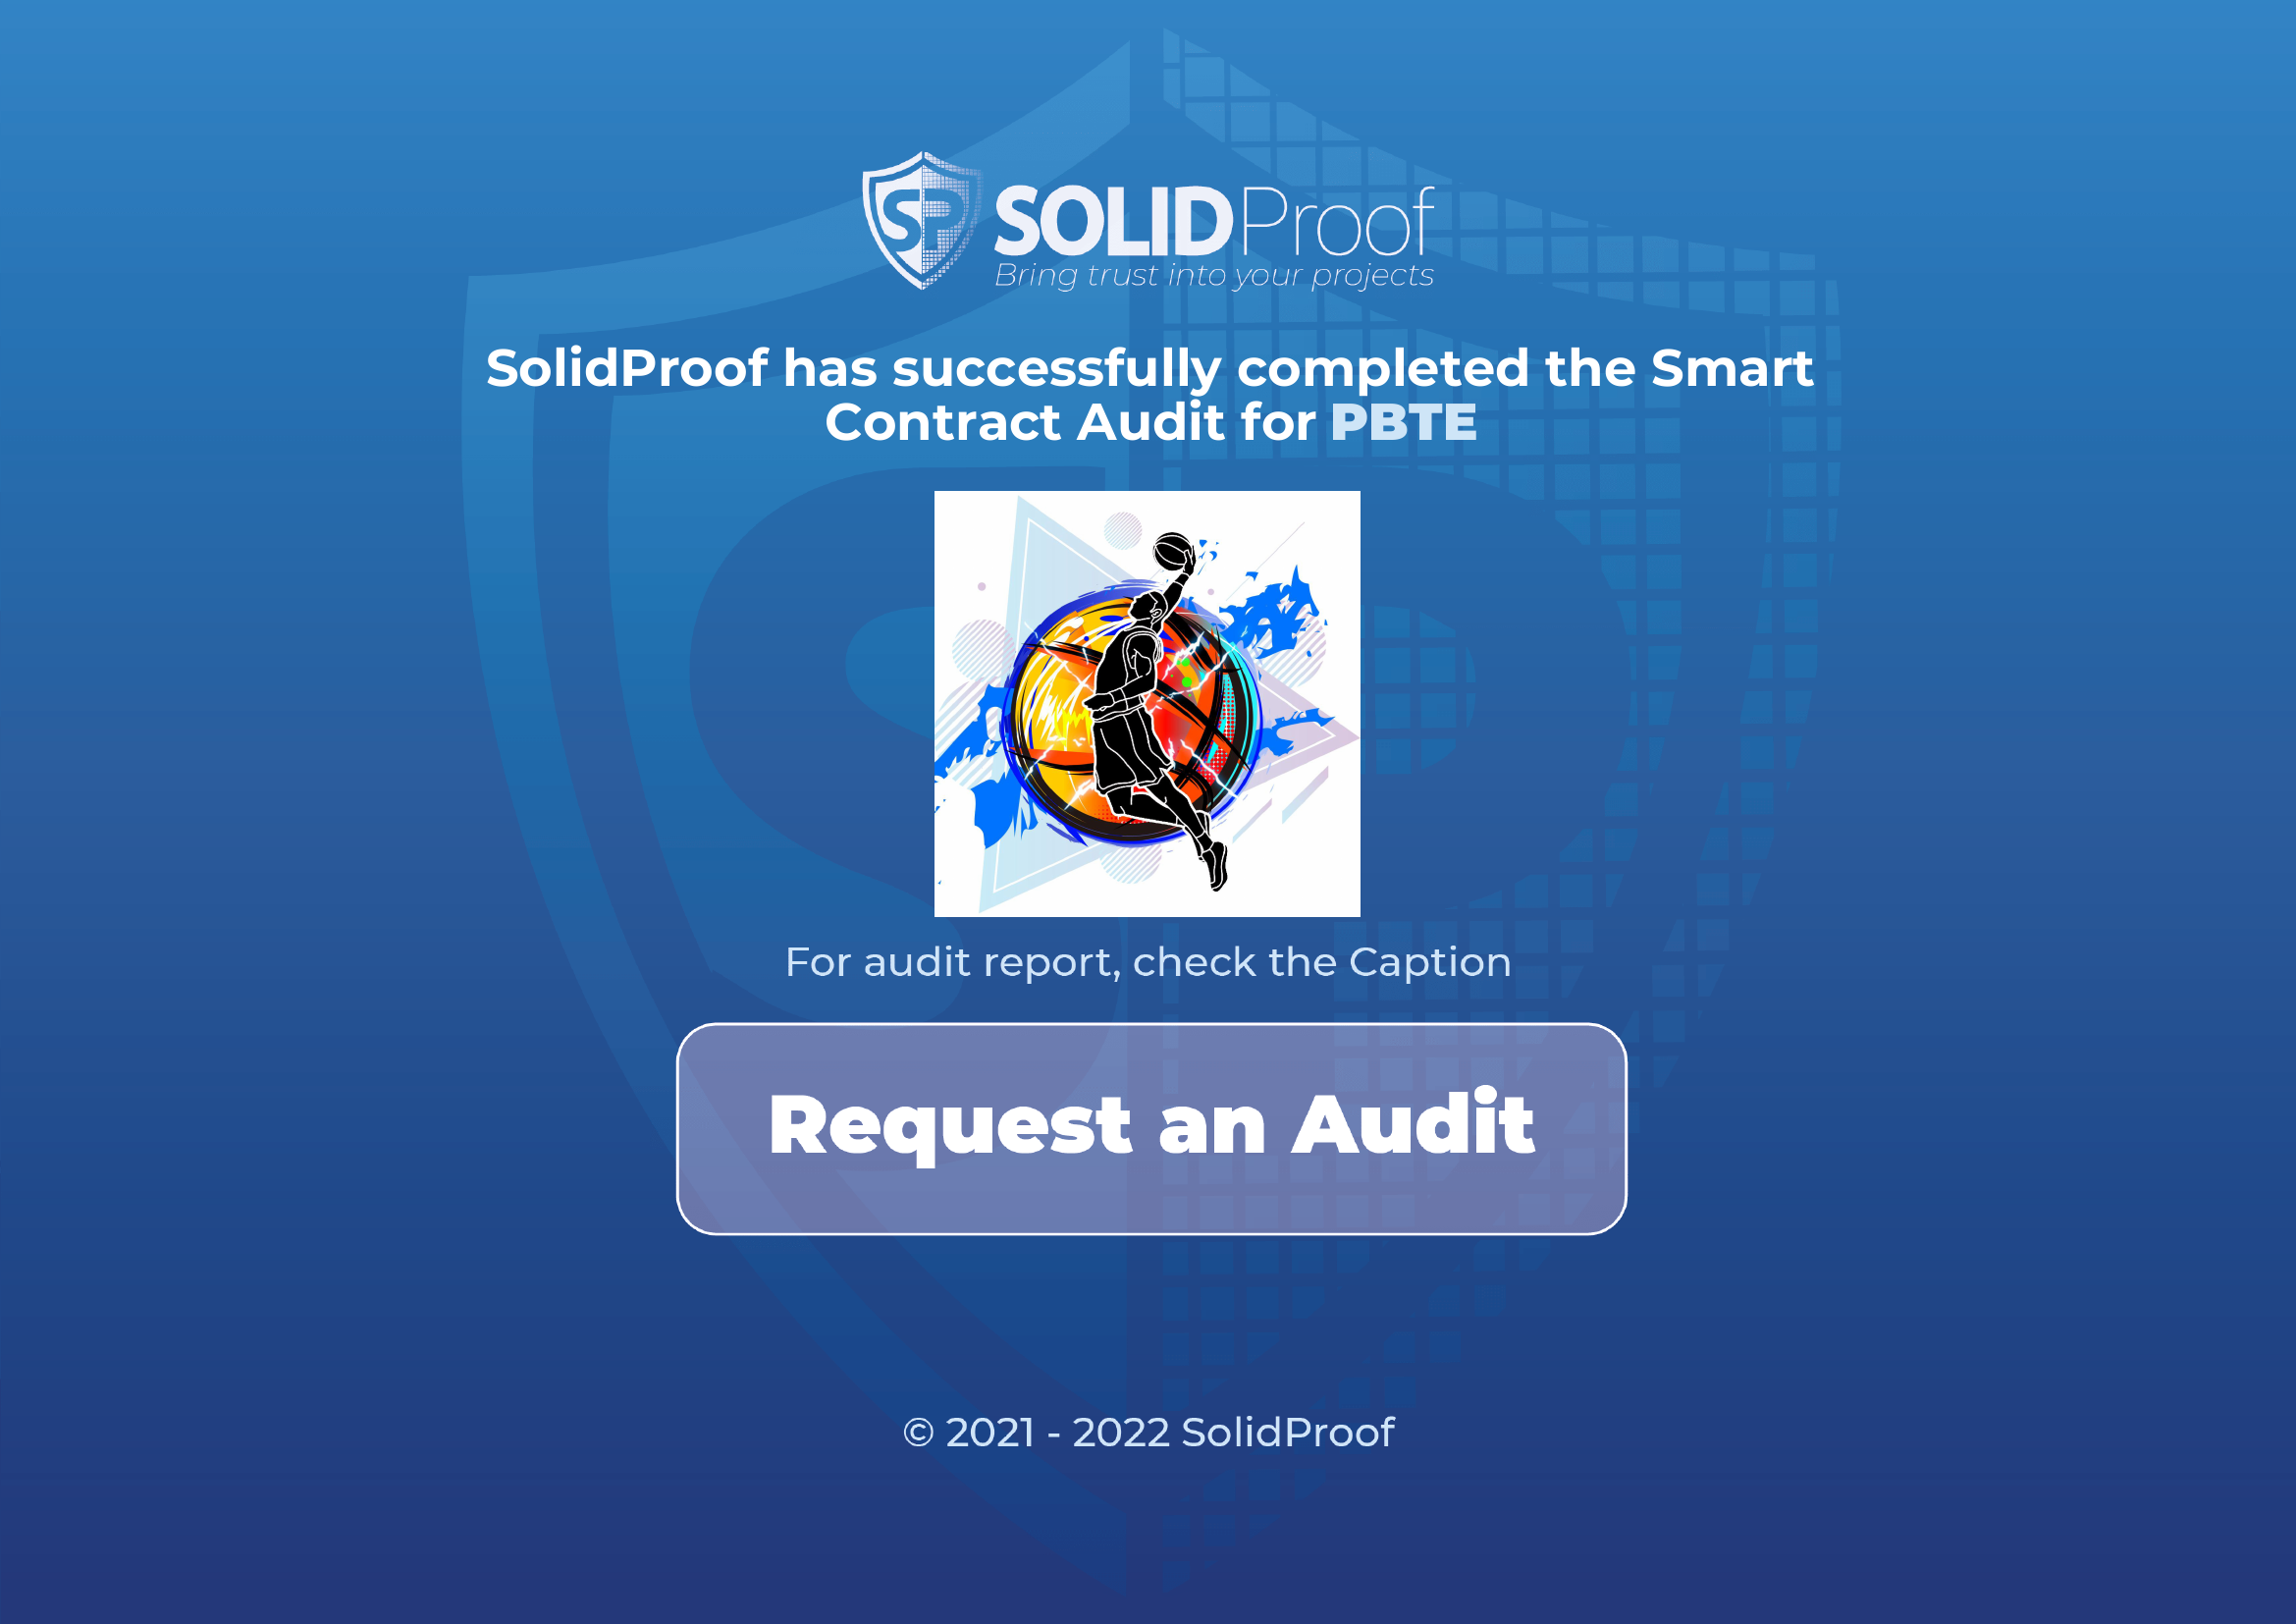 SP SOLIDProof
Bring trust into your projects
SolidProof has successfully completed the Smart
Contract Audit for PBTE
For audit report, check the Caption
Request an Audit
© 2021 - 2022 SolidProof